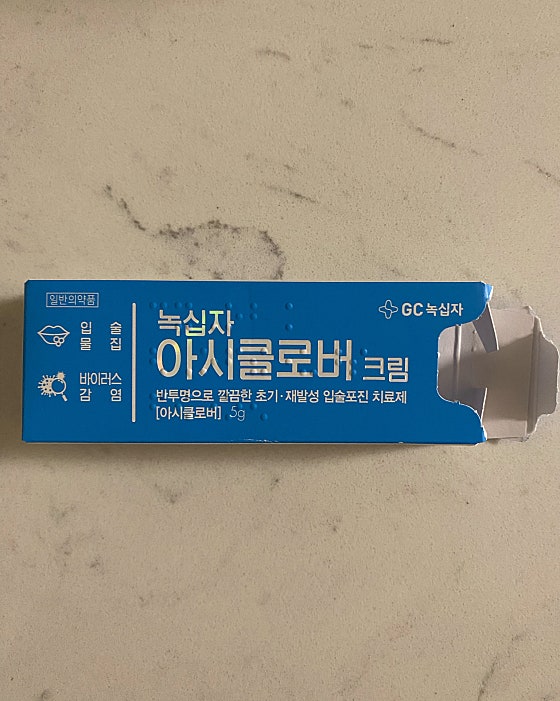 일반의약품
입술
물집
바이러스
감염
녹십자
아시클로버 크림
반투명으로 깔끔한 초기·재발성 입술포진 치료제
[아시클로버] 5g
GC녹십자